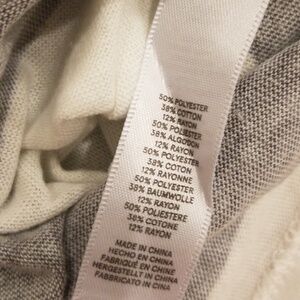 50% POLYESTER
38% COTTON
12% RAYON
50% POLIESTER
38% ALGODON
12% RAYON
50% POLYESTER
38% COTON
12% RAYONNE
50% POLYESTER
38% BAUMWOLLE
12% RAYON
50% POLIESTERE
38% COTONE
12% RAYON
MADE IN CHINA
HECHO EN CHINA
FABRIQUÉ EN CHINE
HERGESTELLT IN CHINA
FABBRICATO IN CINA